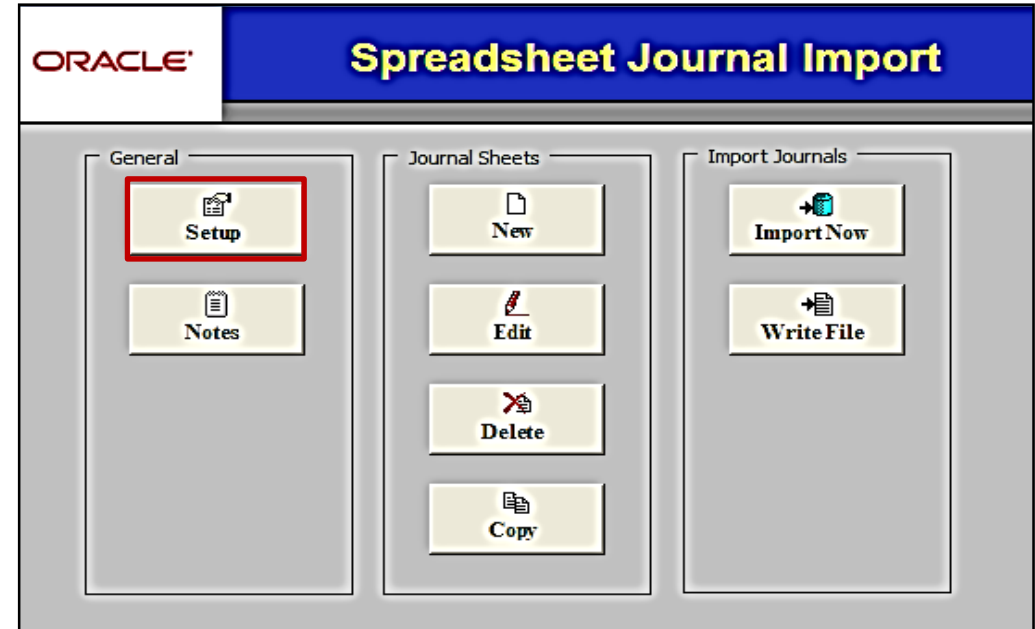 ORACLE'
Spreadsheet Journal Import
General
Setup
Notes
Journal Sheets
New
Edit
Delete
Copy
Import Journals
Import Now
Write File